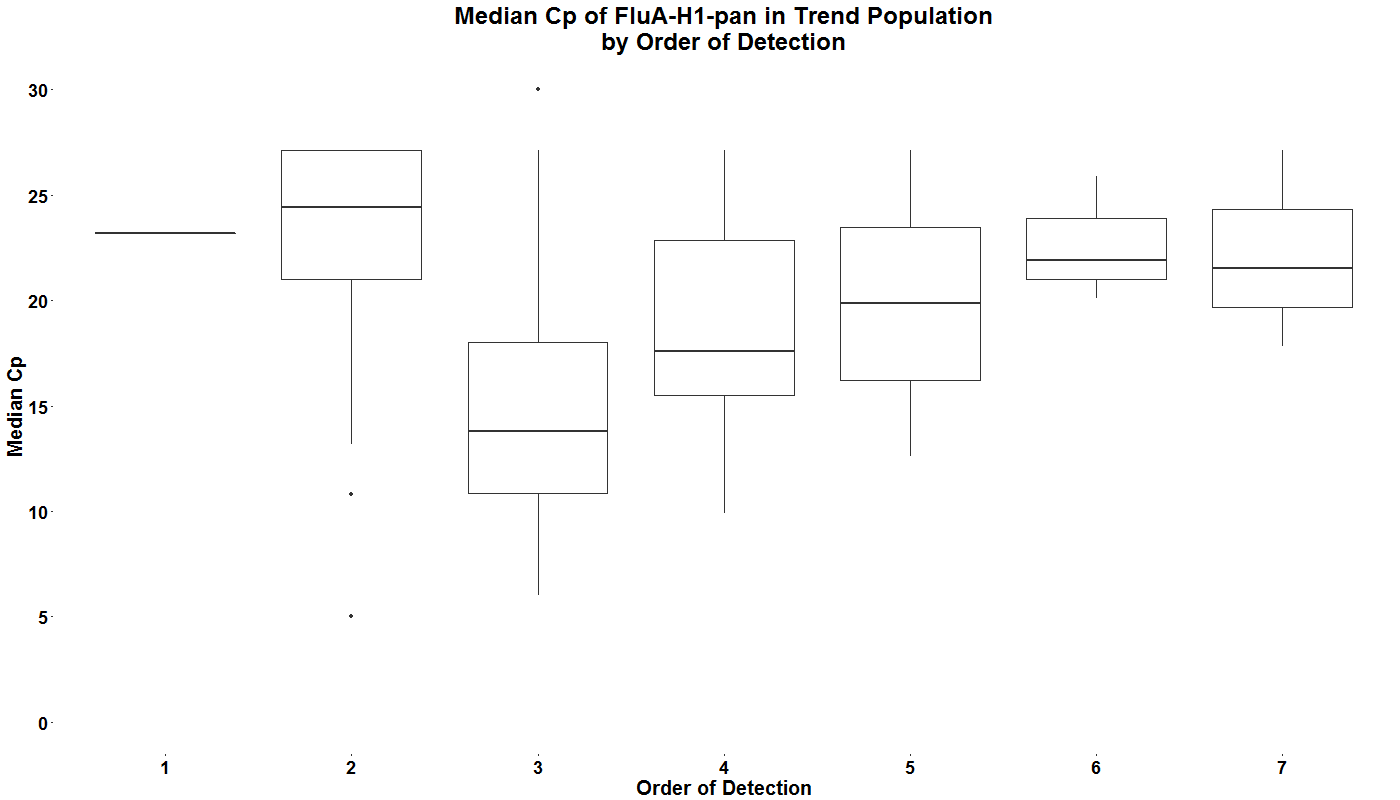 Median Cp of FluA-H1-pan in Trend Population
by Order of Detection
30
25
20
15
10
5
0
Median Cp
1 2 3 4 5 6 7
Order of Detection